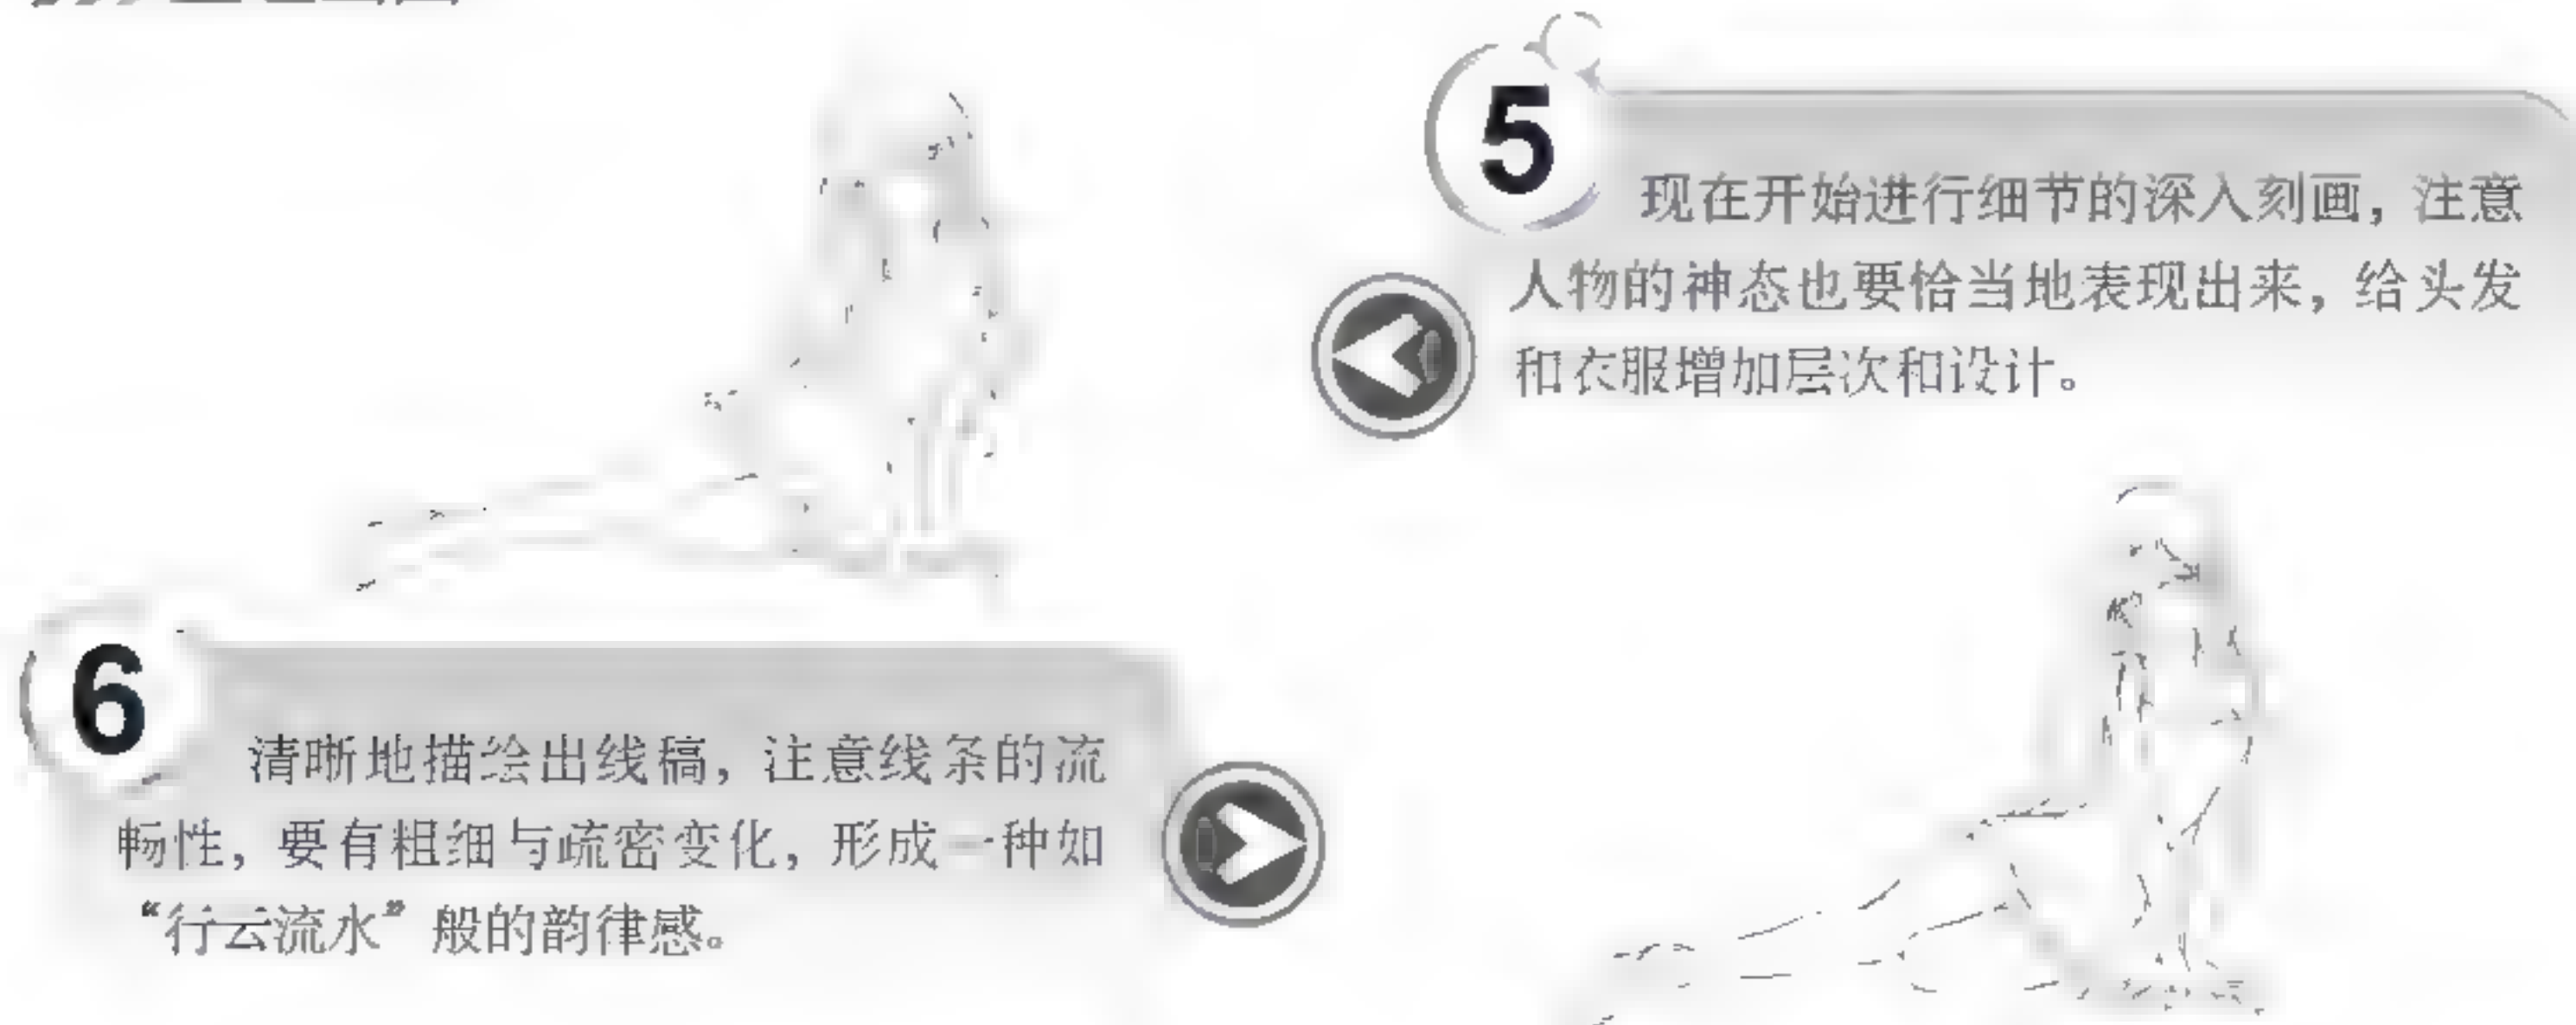 5
现在开始进行细节的深入刻画，注意
人物的神态也要恰当地表现出来，给头发
和衣服增加层次和设计。
6
清晰地描绘出线稿，注意线条的流
畅性，要有粗细与疏密变化，形成一种如
“行云流水”般的韵律感。